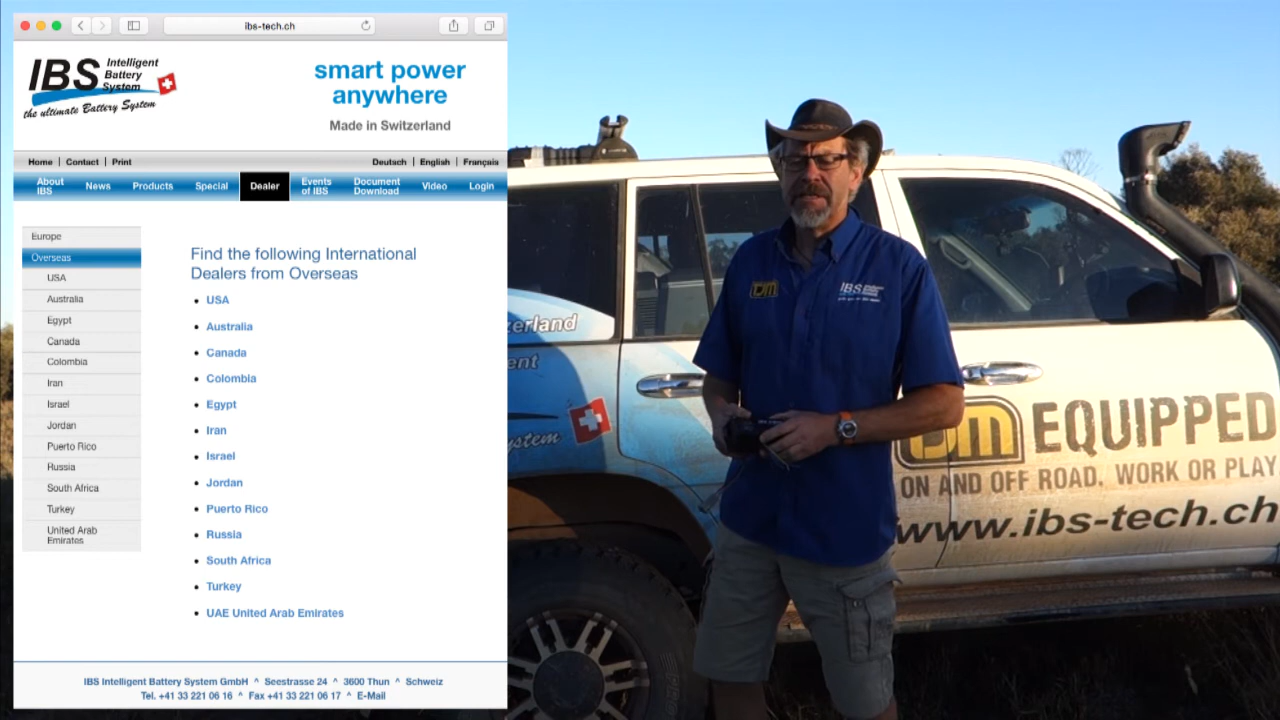 ibs-tech.ch
IBS Intelligent
Battery
System
the ultimate Battery System
smart power
anywhere
Made in Switzerland
Home | Contact | Print
Deutsch | English | Français
About IBS
News
Products
Special
Dealer
Events of IBS
Document Download
Video
Login
Europe
Overseas
USA
Australia
Egypt
Canada
Colombia
Iran
Israel
Jordan
Puerto Rico
Russia
South Africa
Turkey
United Arab
Emirates
Find the following International
Dealers from Overseas
• USA
• Australia
• Canada
• Colombia
• Egypt
• Iran
• Israel
• Jordan
• Puerto Rico
• Russia
• South Africa
• Turkey
• UAE United Arab Emirates
IBS Intelligent Battery System GmbH ^ Seestrasse 24 ^ 3600 Thun ^ Schweiz
Tel. +41 33 221 06 16 ^ Fax +41 33 221 06 17 ^ E-Mail
TJM
IBS
zerland
ent
ystem
TJM EQUIPPED
ON AND OFF ROAD. WORK OR PLAY
www.ibs-tech.ch